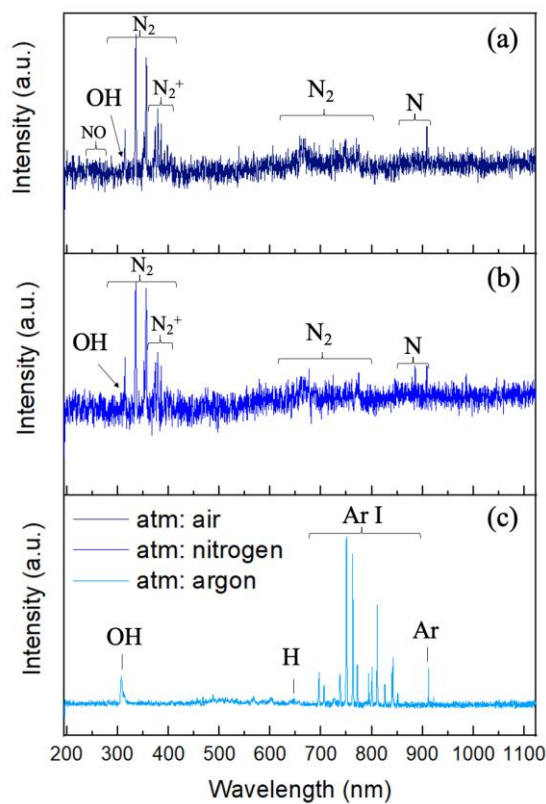 N₂
(a)
OH
NO
N₂⁺
N₂
N
Intensity (a.u.)
N₂
(b)
OH
N₂⁺
N₂
N
Intensity (a.u.)
atm: air
atm: nitrogen
atm: argon
Ar I
(c)
OH
H
Ar
Intensity (a.u.)
200 300 400 500 600 700 800 900 1000 1100
Wavelength (nm)